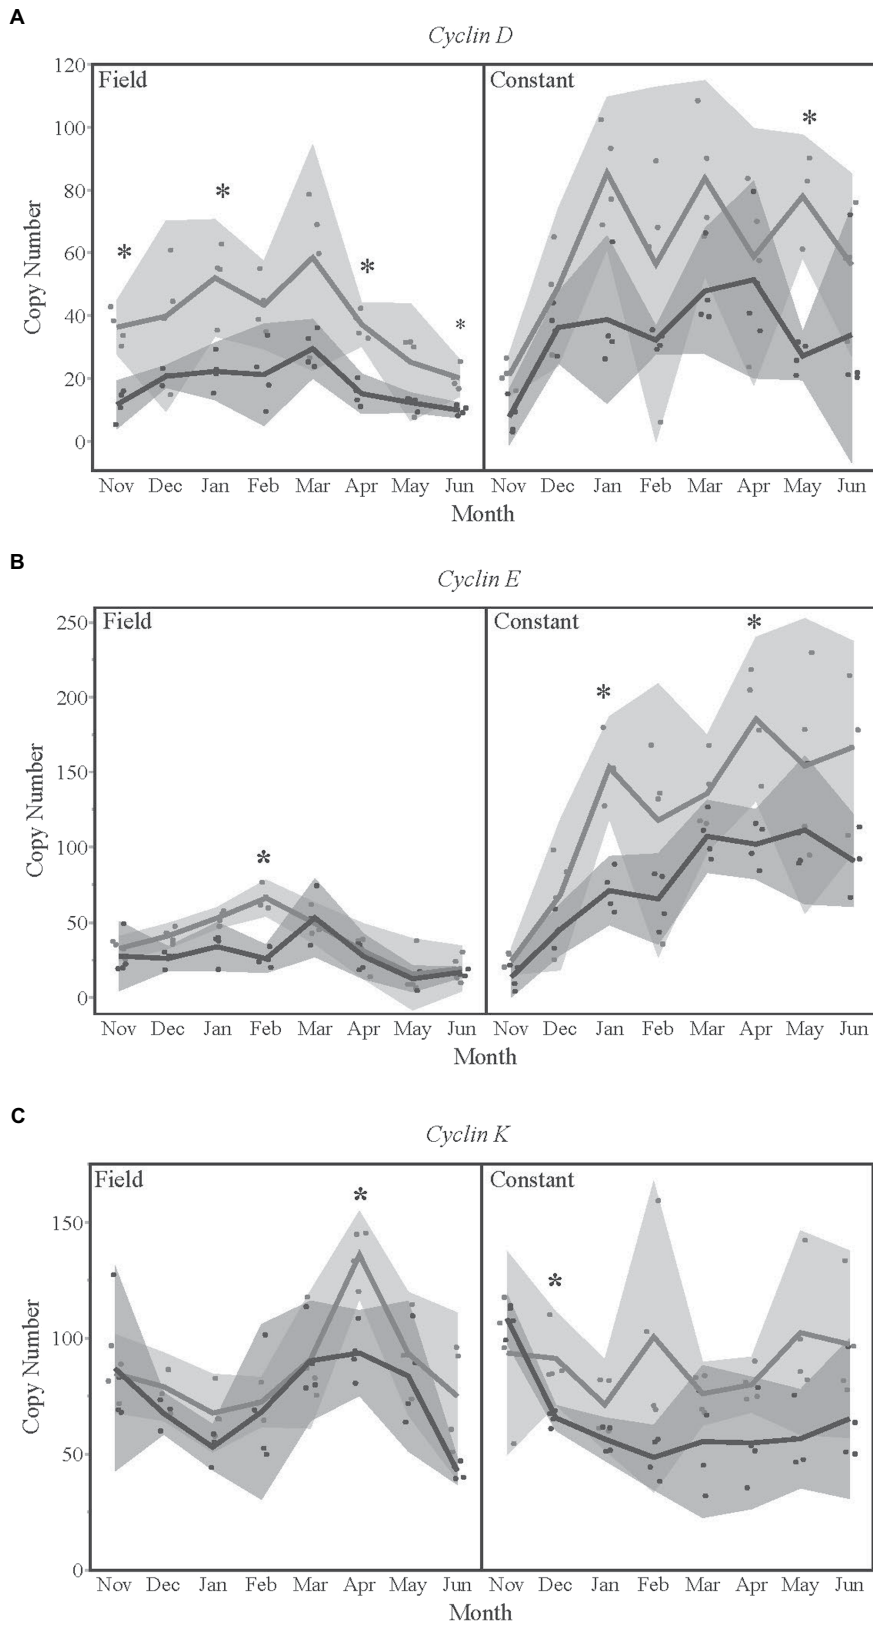 A
Cyclin D
Field
Constant
*
*
*
*
*
120
100
80
60
40
20
0
Copy Number
Nov Dec Jan Feb Mar Apr May Jun Nov Dec Jan Feb Mar Apr May Jun
Month
B
Cyclin E
Field
Constant
*
*
*
250
200
150
100
50
0
Copy Number
Nov Dec Jan Feb Mar Apr May Jun Nov Dec Jan Feb Mar Apr May Jun
Month
C
Cyclin K
Field
Constant
*
*
150
100
50
0
Copy Number
Nov Dec Jan Feb Mar Apr May Jun Nov Dec Jan Feb Mar Apr May Jun
Month